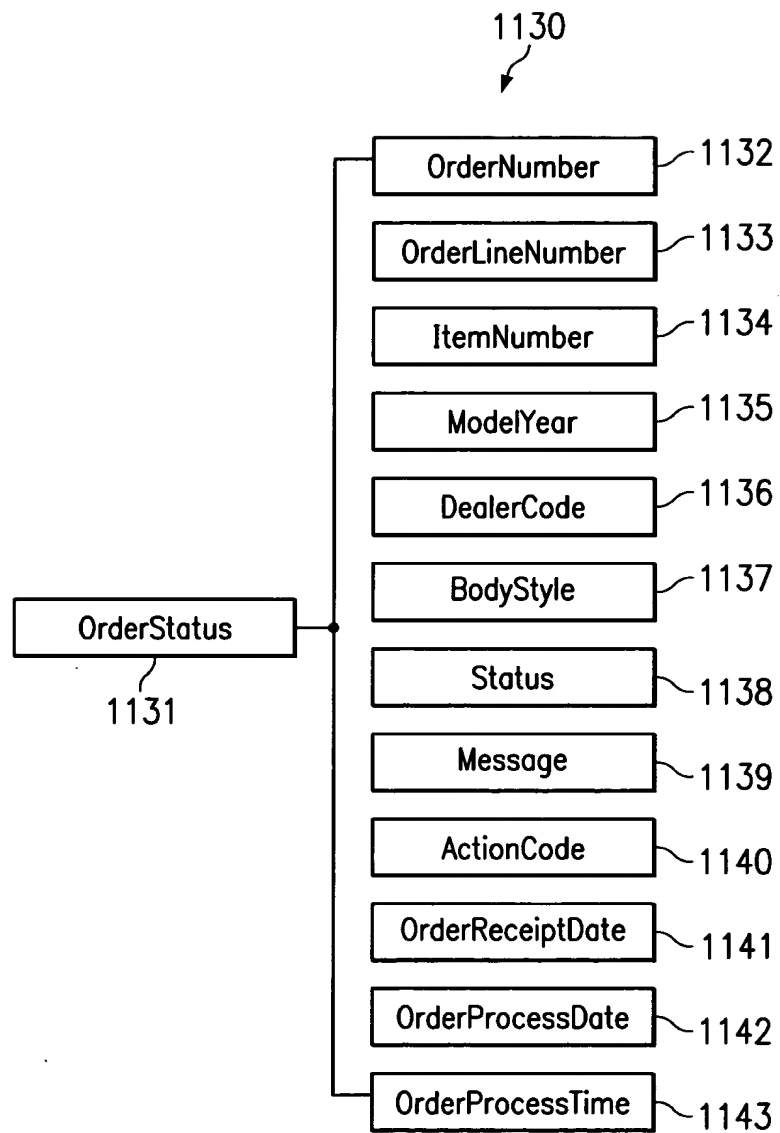 1130
OrderNumber 1132
OrderLineNumber 1133
ItemNumber 1134
ModelYear 1135
DealerCode 1136
BodyStyle 1137
OrderStatus
1131
Status 1138
Message 1139
ActionCode 1140
OrderReceiptDate 1141
OrderProcessDate 1142
OrderProcessTime 1143